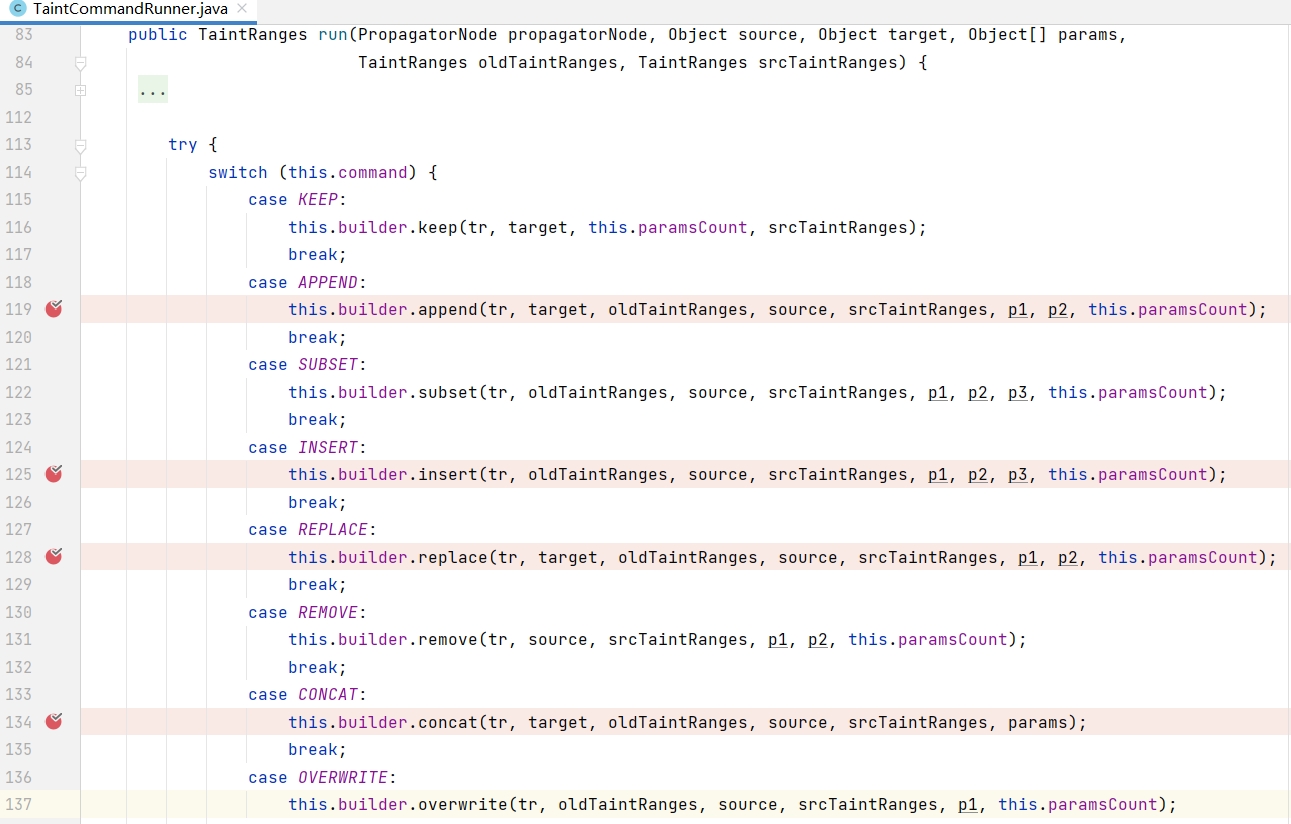 TaintCommandRunner.java
83 public TaintRanges run(PropagatorNode propagatorNode, Object source, Object target, Object[] params,
84 TaintRanges oldTaintRanges, TaintRanges srcTaintRanges) {
85 ...
112
113 try {
114 switch (this.command) {
115 case KEEP:
116 this.builder.keep(tr, target, this.paramsCount, srcTaintRanges);
117 break;
118 case APPEND:
119 this.builder.append(tr, target, oldTaintRanges, source, srcTaintRanges, p1, p2, this.paramsCount);
120 break;
121 case SUBSET:
122 this.builder.subset(tr, oldTaintRanges, source, srcTaintRanges, p1, p2, p3, this.paramsCount);
123 break;
124 case INSERT:
125 this.builder.insert(tr, oldTaintRanges, source, srcTaintRanges, p1, p2, p3, this.paramsCount);
126 break;
127 case REPLACE:
128 this.builder.replace(tr, target, oldTaintRanges, source, srcTaintRanges, p1, p2, this.paramsCount);
129 break;
130 case REMOVE:
131 this.builder.remove(tr, source, srcTaintRanges, p1, p2, this.paramsCount);
132 break;
133 case CONCAT:
134 this.builder.concat(tr, target, oldTaintRanges, source, srcTaintRanges, params);
135 break;
136 case OVERWRITE:
137 this.builder.overwrite(tr, oldTaintRanges, source, srcTaintRanges, p1, this.paramsCount);